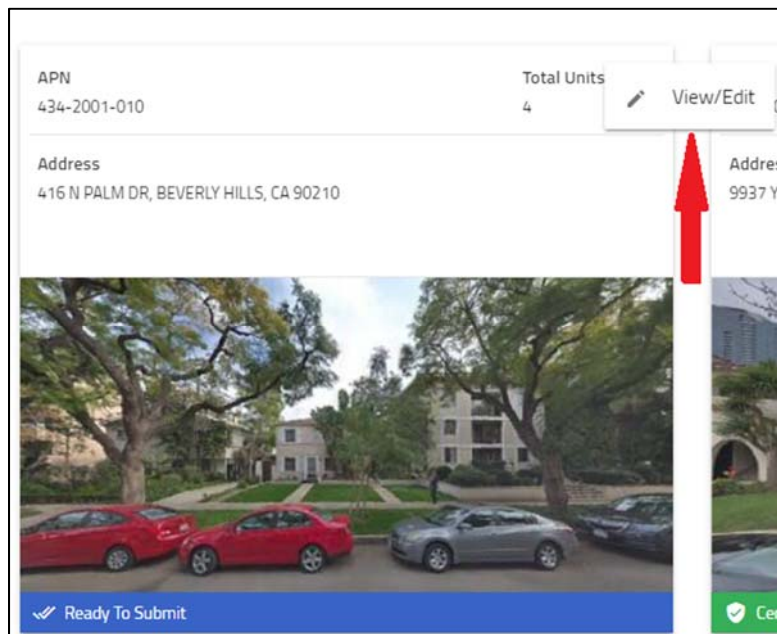 APN
Total Units
View/Edit
434-2001-010
4
Address
416 N PALM DR, BEVERLY HILLS, CA 90210
9937
Ready To Submit